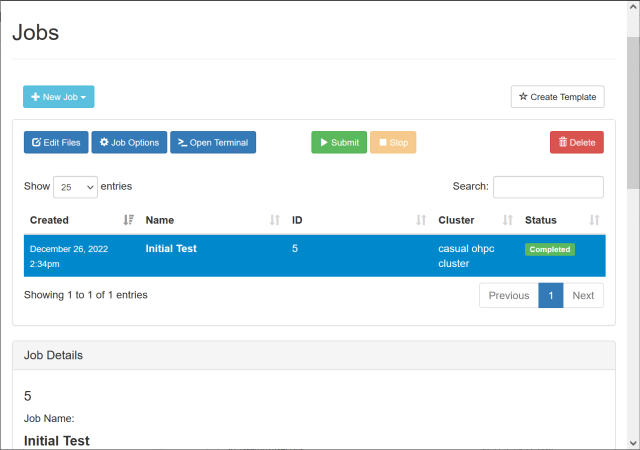 Jobs
New Job
Create Template
Edit Files Job Options Open Terminal Submit Stop Delete
Show 25 entries Search:
Created Name ID Cluster Status
December 26, 2022 Initial Test 5 casual ohpc Completed
2:34pm cluster
Showing 1 to 1 of 1 entries Previous 1 Next
Job Details
5
Job Name:
Initial Test